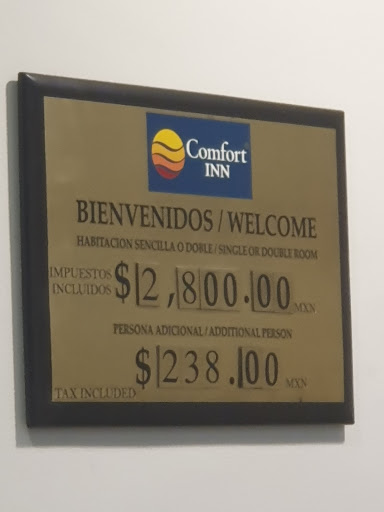 Comfort
INN
BIENVENIDOS / WELCOME
HABITACION SENCILLA O DOBLE / SINGLE OR DOUBLE ROOM
IMPUESTOS
INCLUIDOS $2,800.00 MXN
PERSONA ADICIONAL / ADDITIONAL PERSON
$238.00 MXN
TAX INCLUDED